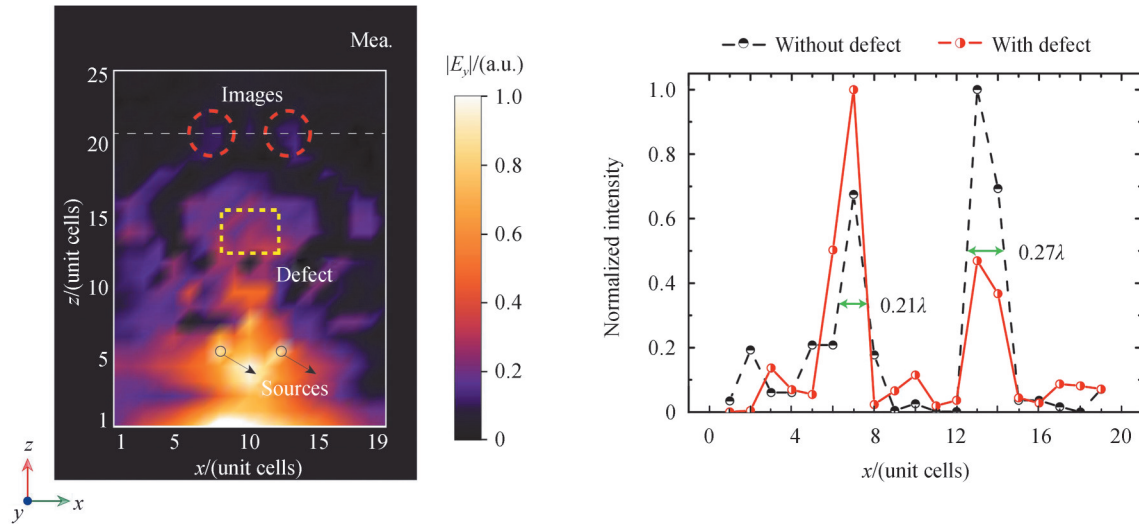 Mea.
|E_y|/(a.u.)
25
20
15
10
5
1
z/(unit cells)
Images
Defect
Sources
1 5 10 15 19
x/(unit cells)
1.0
0.8
0.6
0.4
0.2
0
z
y
x
Without defect With defect
1.0
0.8
0.6
0.4
0.2
0
Normalized intensity
0.21λ
0.27λ
0 4 8 12 16 20
x/(unit cells)